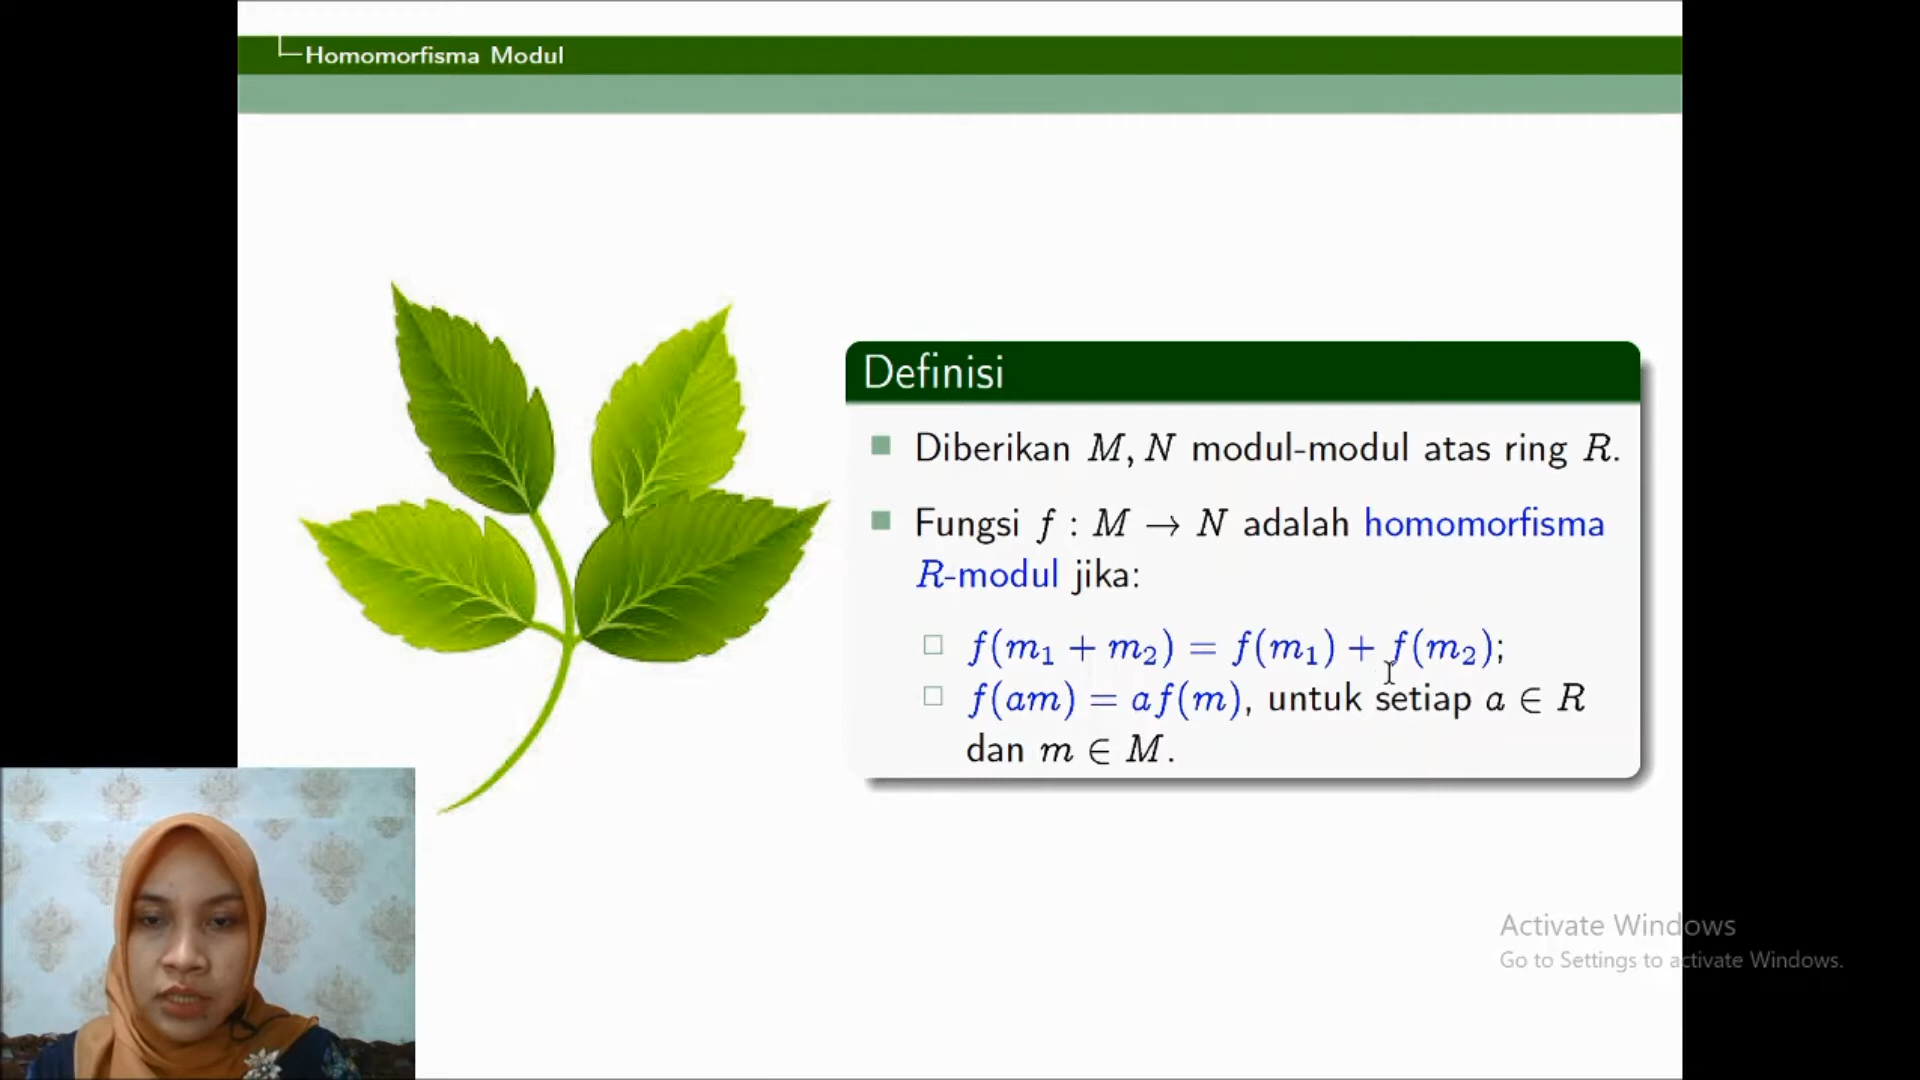 Homomorfisma Modul
Definisi
Diberikan M, N modul-modul atas ring R.
Fungsi f : M → N adalah homomorfisma
R-modul jika:
f(m₁ + m₂) = f(m₁) + f(m₂);
f(am) = af(m), untuk setiap a ∈ R
dan m ∈ M.
Activate Windows
Go to Settings to activate Windows.